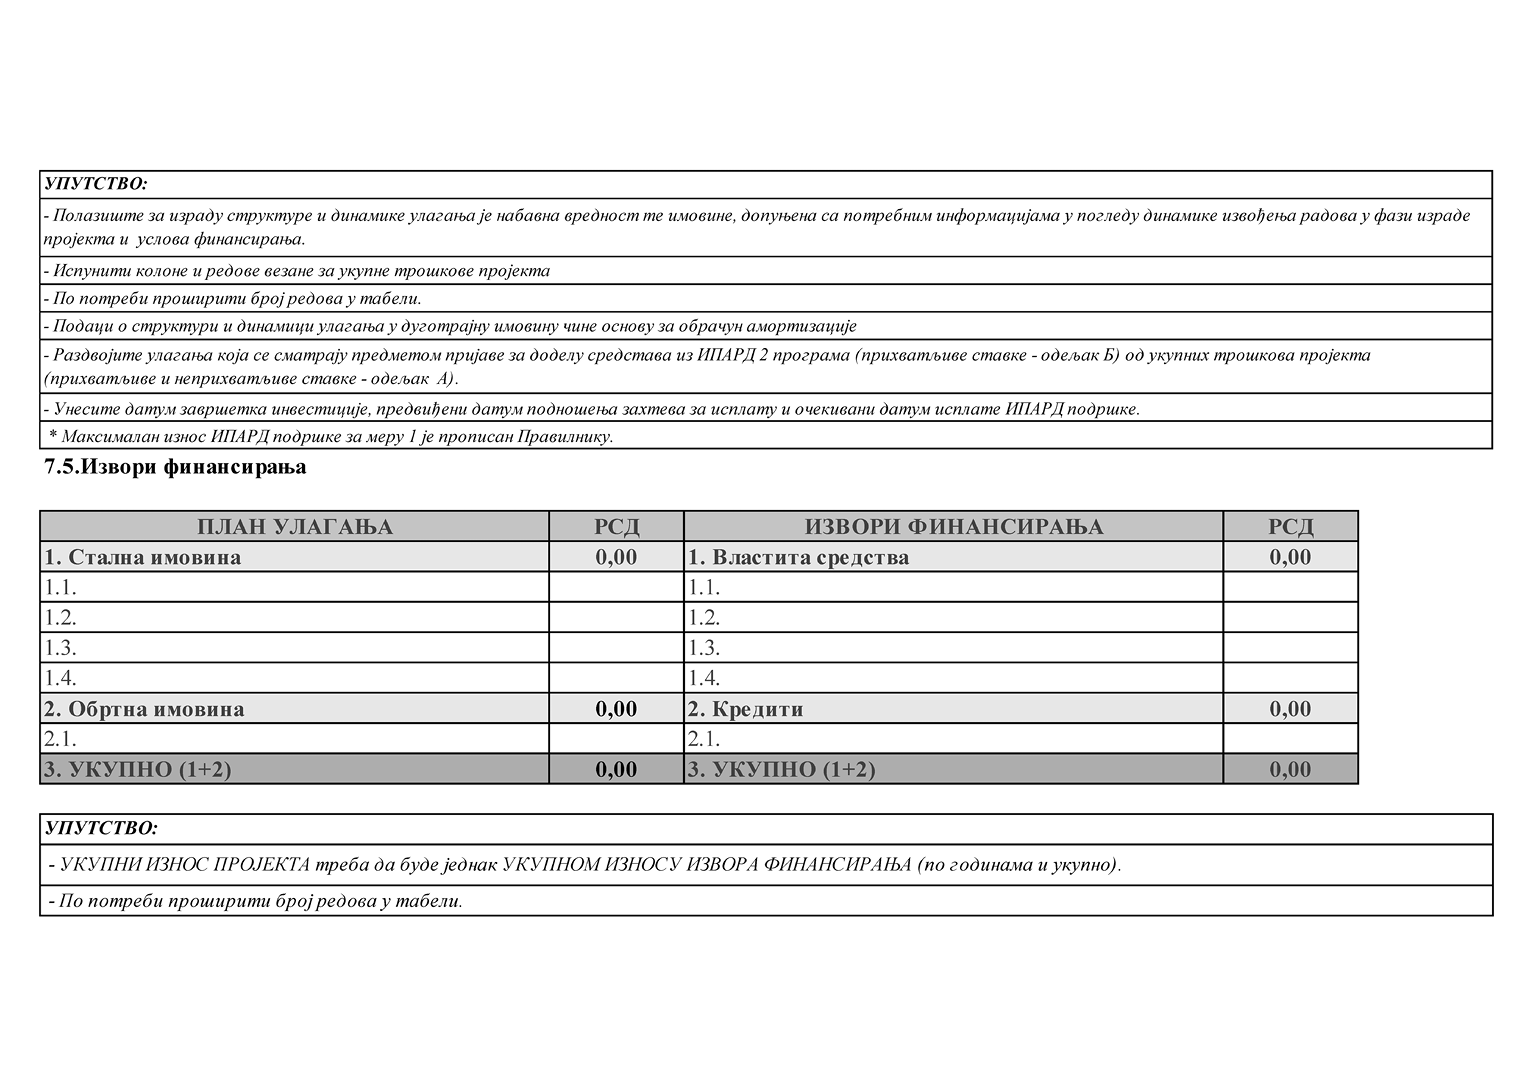 УПУТСТВО:
- Полазиште за израду структуре и динамике улагања је набавна вредност те имовине, допуњена са потребним информацијама у погледу динамике извођења радова у фази израде
пројекта и услова финансирања.
- Испунити колоне и редове везане за укупне трошкове пројекта
- По потреби проширити број редова у табели.
- Подаци о структури и динамици улагања у дуготрајну имовину чине основу за обрачун амортизације
- Раздвојите улагања која се сматрају предметом пријаве за доделу средстава из ИПАРД 2 програма (прихватљиве ставке - одељак Б) од укупних трошкова пројекта
(прихватљиве и неприхватљиве ставке - одељак А).
- Унесите датум завршетка инвестиције, предвиђени датум подношења захтева за исплату и очекивани датум исплате ИПАРД подршке.
* Максималан износ ИПАРД подршке за меру 1 је прописан Правилнику.
7.5.Извори финансирања
ПЛАН УЛАГАЊА РСД ИЗВОРИ ФИНАНСИРАЊА РСД
1. Стална имовина 0,00 1. Властита средства 0,00
1.1. 1.1.
1.2. 1.2.
1.3. 1.3.
1.4. 1.4.
2. Обртна имовина 0,00 2. Кредити 0,00
2.1. 2.1.
3. УКУПНО (1+2) 0,00 3. УКУПНО (1+2) 0,00
УПУТСТВО:
- УКУПНИ ИЗНОС ПРОЈЕКТА треба да буде једнак УКУПНОМ ИЗНОСУ ИЗВОРА ФИНАНСИРАЊА (по годинама и укупно).
- По потреби проширити број редова у табели.